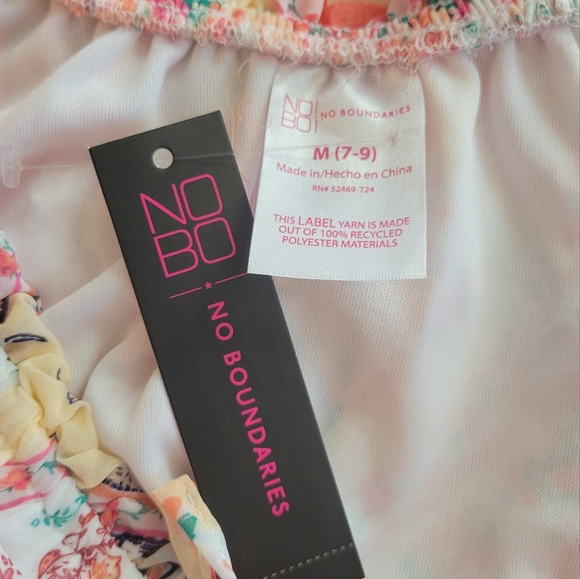 NO
BO
NO BOUNDARIES
M (7-9)
Made in/Hecho en China
RN# 52469 T24
THIS LABEL YARN IS MADE
OUT OF 100% RECYCLED
POLYESTER MATERIALS
NO
BO
NO BOUNDARIES